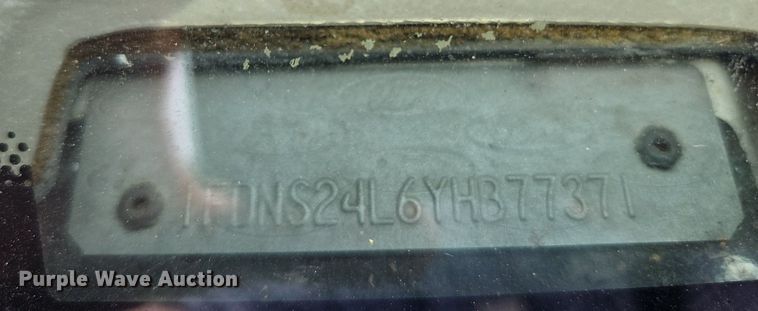 1FDNS24L6YHB77371
Purple Wave Auction